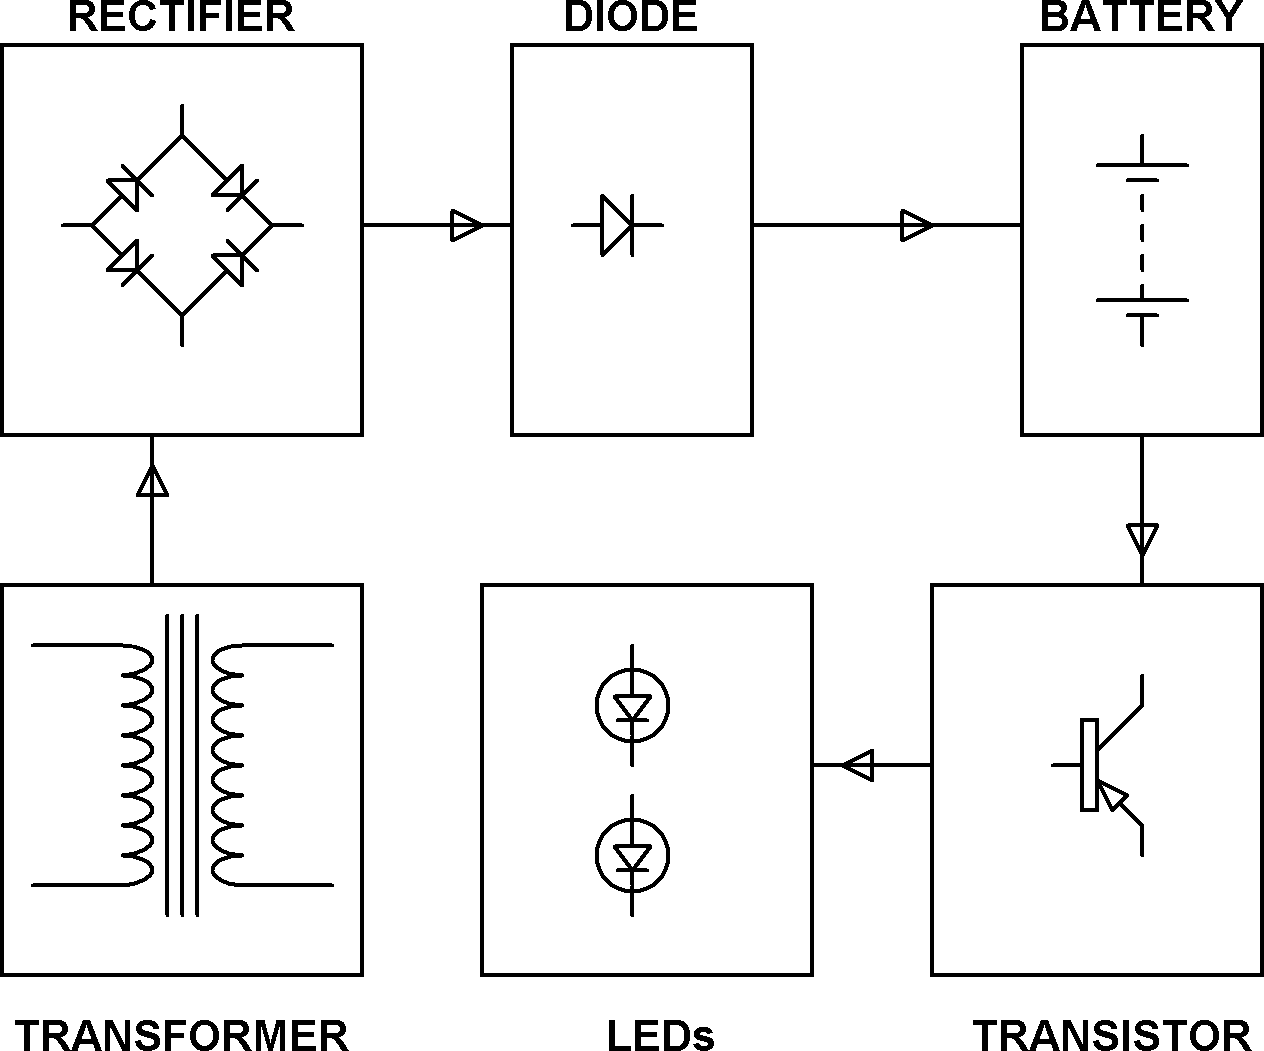 RECTIFIER
DIODE
BATTERY
TRANSFORMER
LEDs
TRANSISTOR